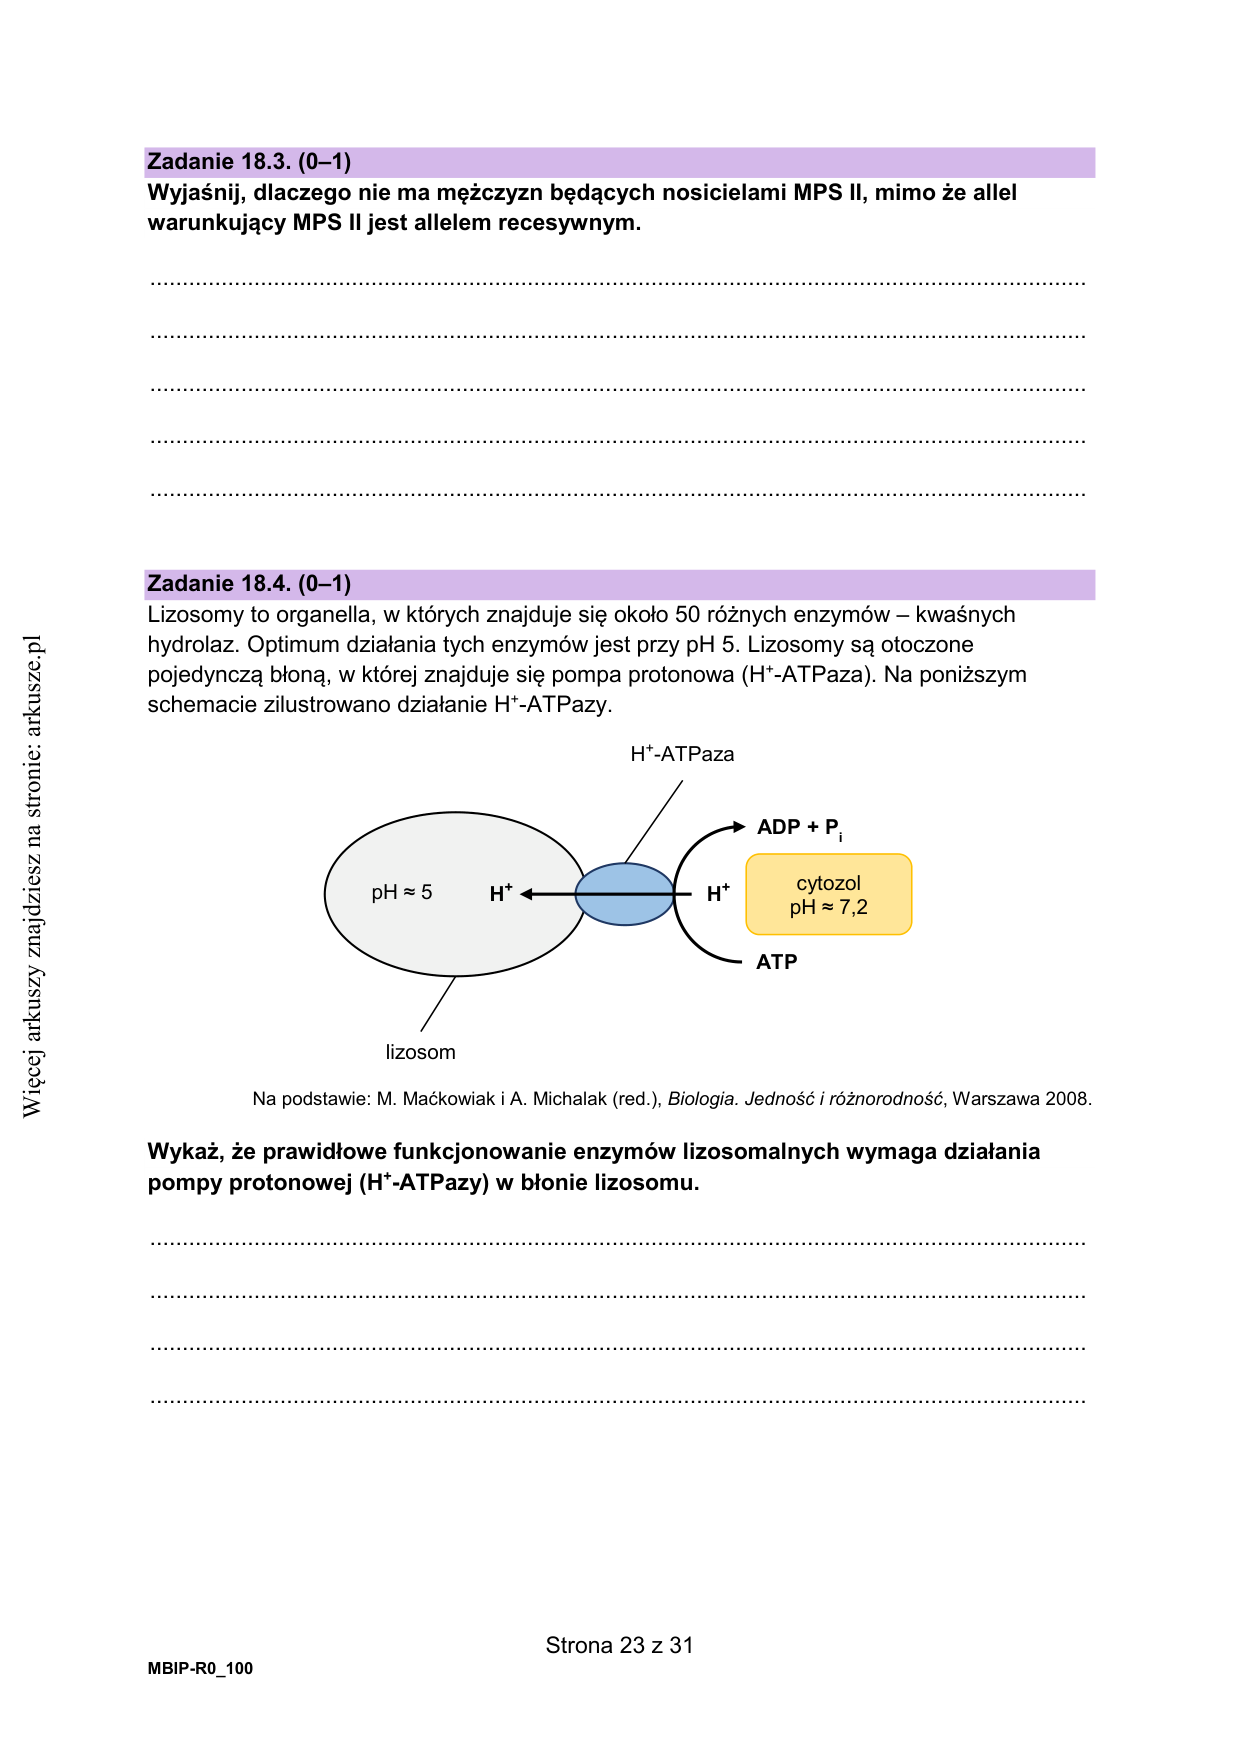 Zadanie 18.3. (0–1)
Wyjaśnij, dlaczego nie ma mężczyzn będących nosicielami MPS II, mimo że allel
warunkujący MPS II jest allelem recesywnym.
Zadanie 18.4. (0–1)
Lizosomy to organella, w których znajduje się około 50 różnych enzymów – kwaśnych
hydrolaz. Optimum działania tych enzymów jest przy pH 5. Lizosomy są otoczone
pojedynczą błoną, w której znajduje się pompa protonowa (H⁺-ATPaza). Na poniższym
schemacie zilustrowano działanie H⁺-ATPazy.
H⁺-ATPaza
ADP + Pᵢ
pH ≈ 5
H⁺
H⁺
cytozol
pH ≈ 7,2
ATP
lizosom
Na podstawie: M. Maćkowiak i A. Michalak (red.), Biologia. Jedność i różnorodność, Warszawa 2008.
Wykaż, że prawidłowe funkcjonowanie enzymów lizosomalnych wymaga działania
pompy protonowej (H⁺-ATPazy) w błonie lizosomu.
Strona 23 z 31
MBIP-R0_100
Więcej arkuszy znajdziesz na stronie: arkusze.pl